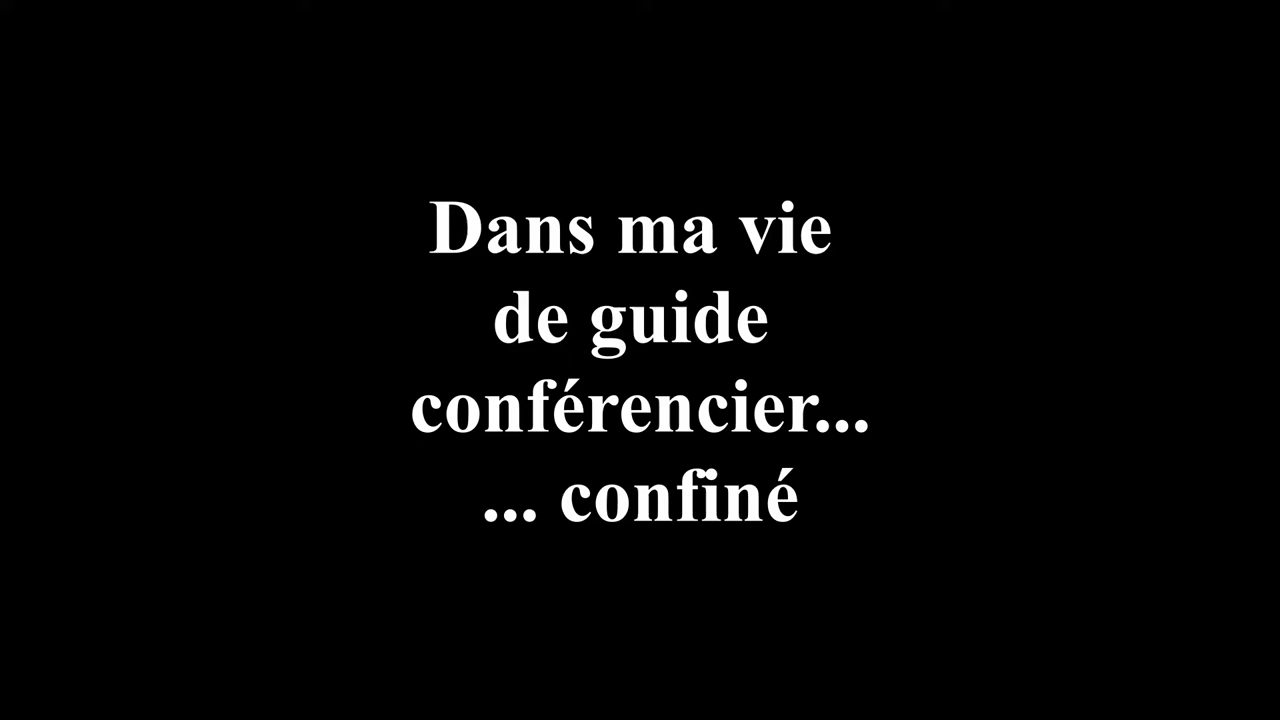 Dans ma vie
de guide
conférencier...
... confiné